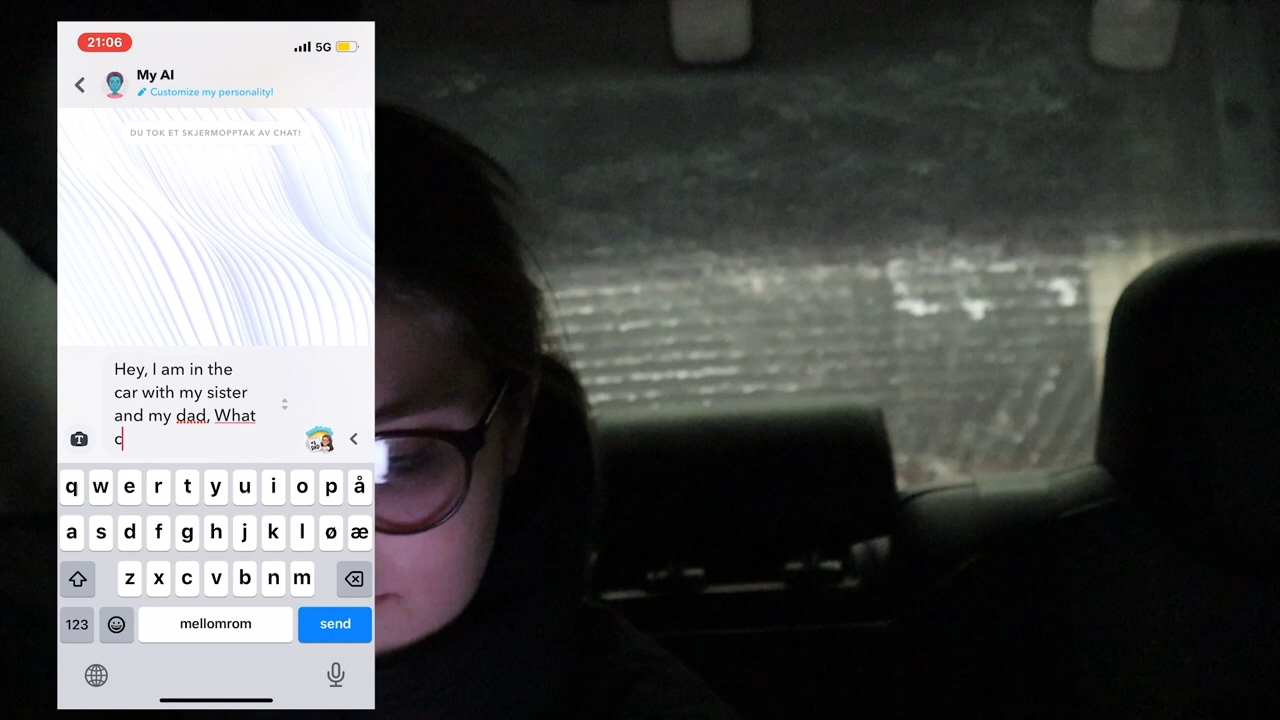 21:06
5G
My AI
Customize my personality!
DU TOK ET SKJERMOPPTAK AV CHAT!
Hey, I am in the
car with my sister
and my dad, What
c
T
q w e r t y u i o p å
a s d f g h j k l ø æ
z x c v b n m
123 mellomrom send